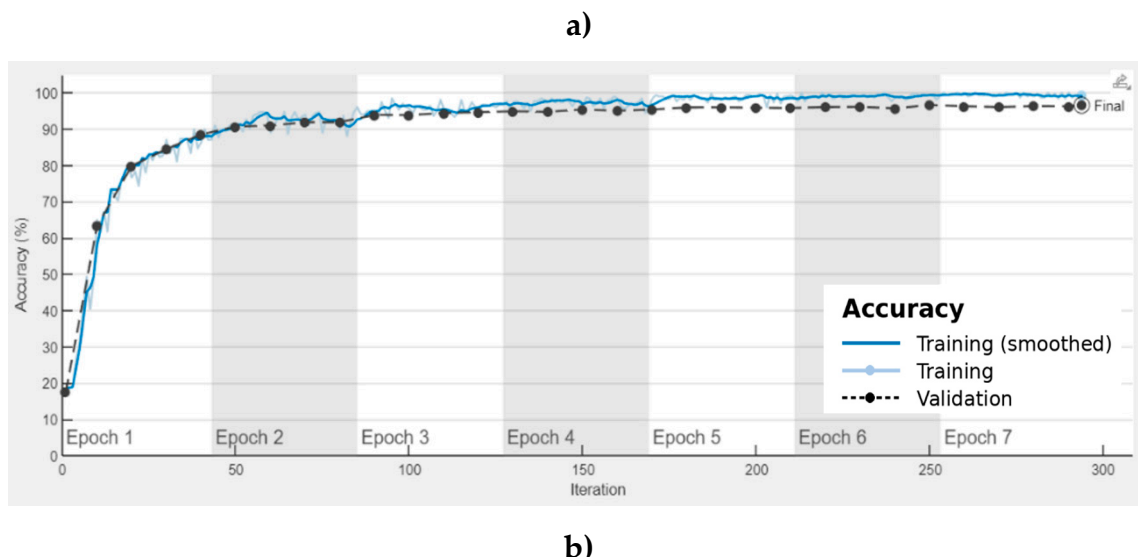 a)
100
90
80
70
60
50
40
30
20
10
0
Accuracy (%)
Final
Accuracy
Training (smoothed)
Training
Validation
Epoch 1 Epoch 2 Epoch 3 Epoch 4 Epoch 5 Epoch 6 Epoch 7
0 50 100 150 200 250 300
Iteration
b)